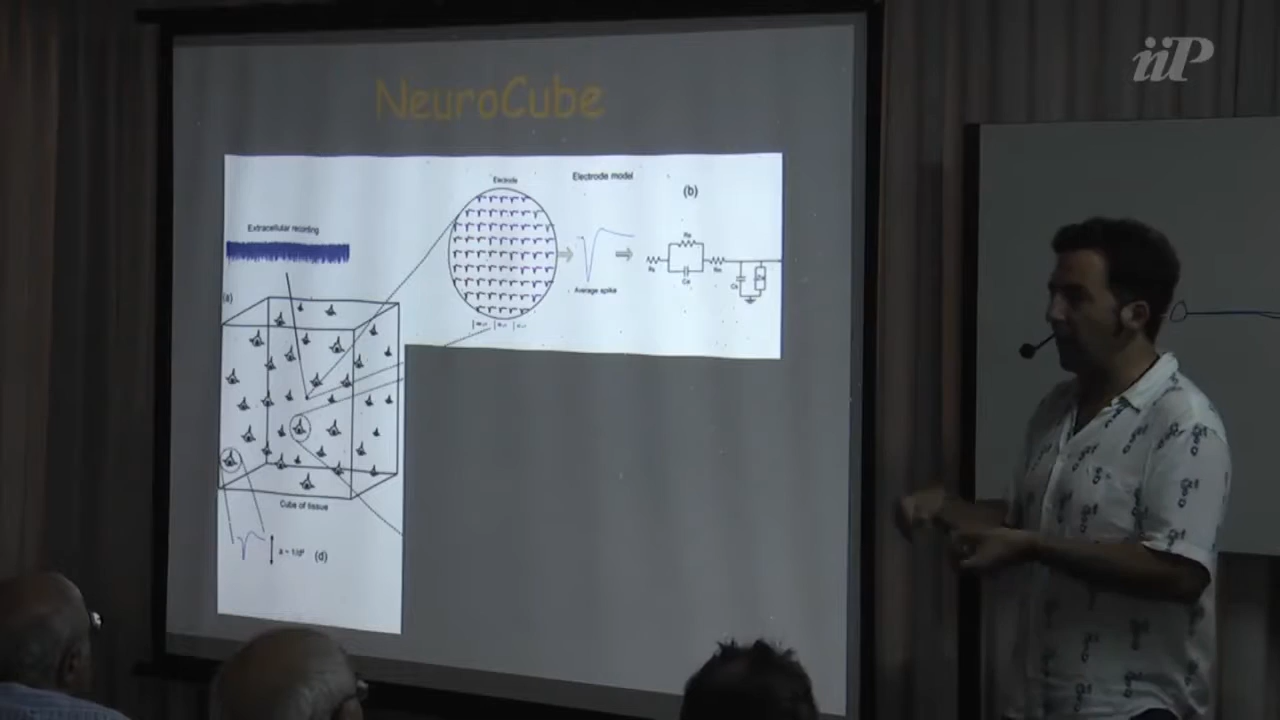 iiP
NeuroCube
Electrode
Electrode model
(b)
Extracellular recording
Average spike
(a)
Cube of tissue
(d)